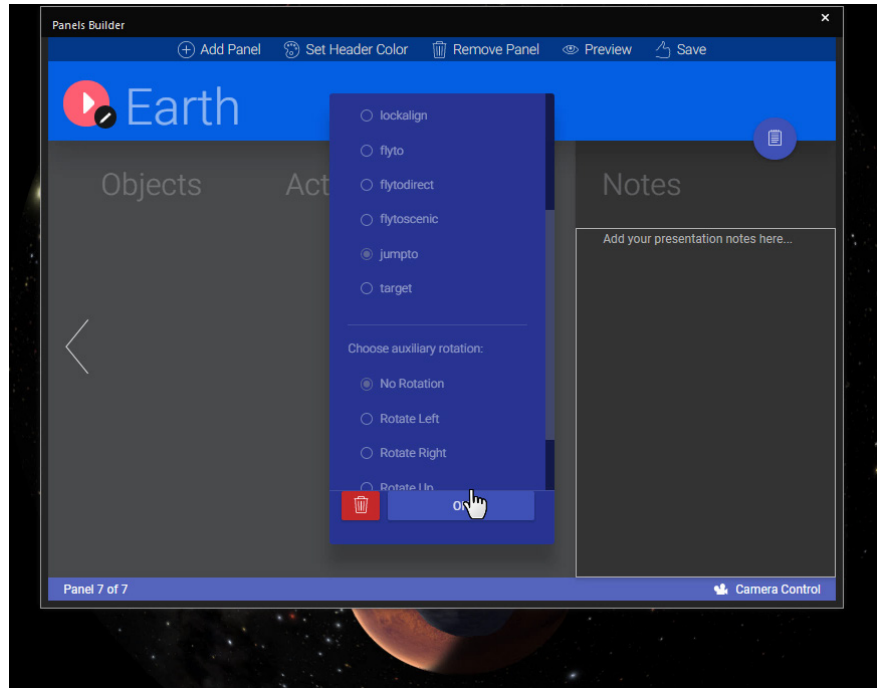 Panels Builder
Add Panel Set Header Color Remove Panel Preview Save
Earth
Objects
Act
Notes
Add your presentation notes here...
lockalign
flyto
flytodirect
flytoscenic
jumpto
target
Choose auxiliary rotation:
No Rotation
Rotate Left
Rotate Right
Rotate Up
Panel 7 of 7
Camera Control